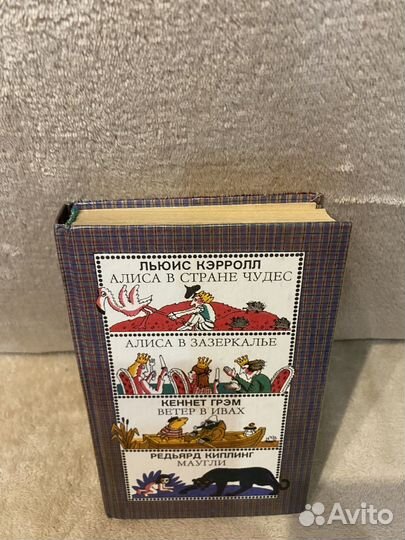 ЛЬЮИС КЭРРОЛЛ
АЛИСА В СТРАНЕ ЧУДЕС
АЛИСА В ЗАЗЕРКАЛЬЕ
КЕННЕТ ГРЭМ
ВЕТЕР В ИВАХ
РЕДЬЯРД КИПЛИНГ
МАУГЛИ
Avito